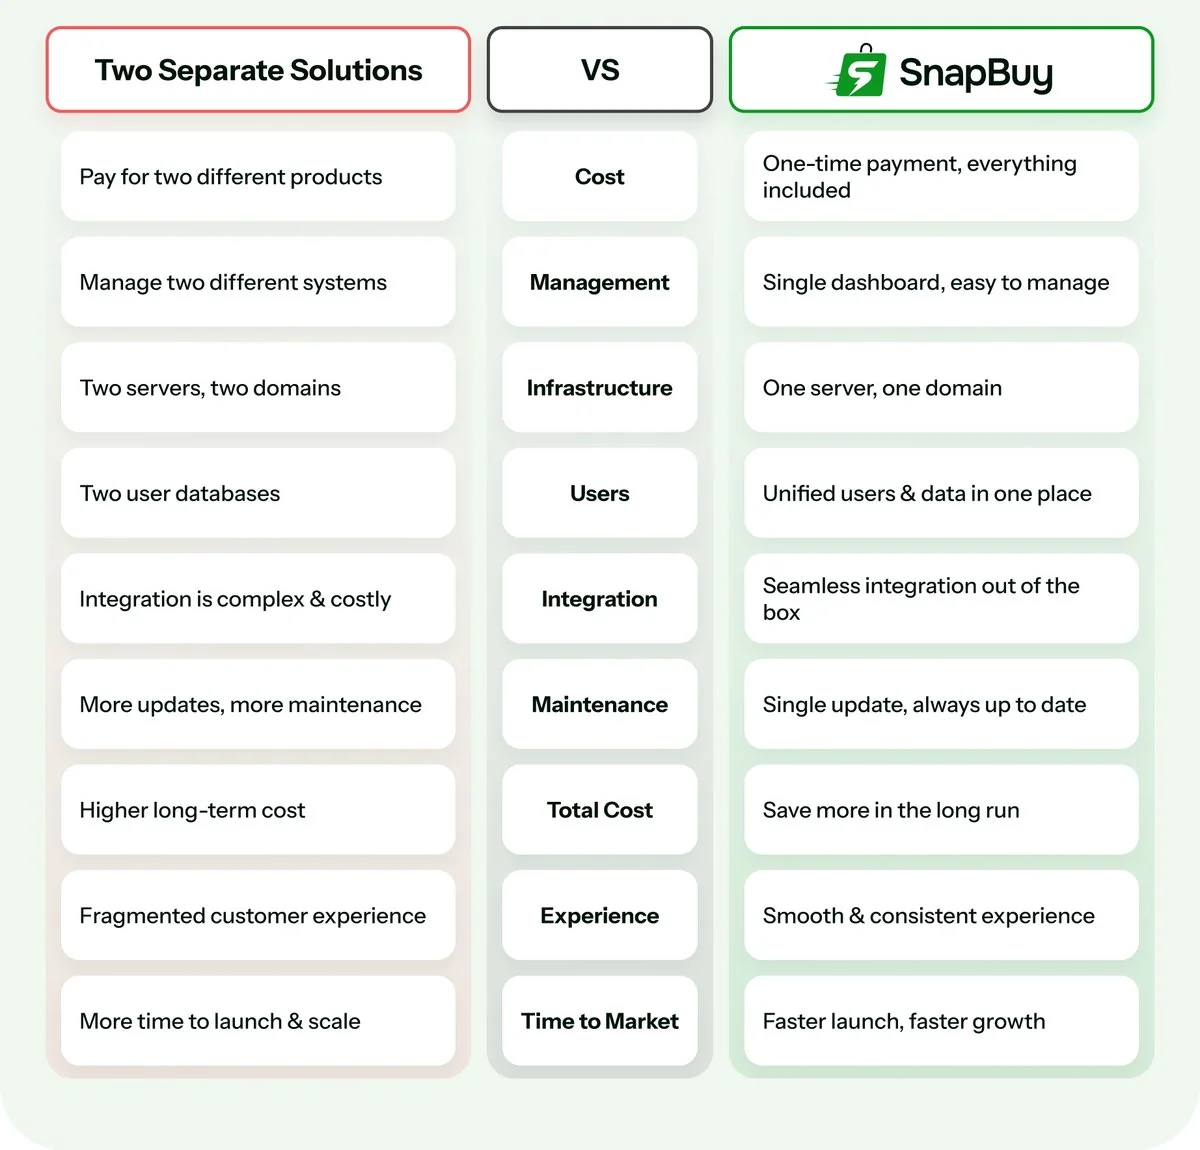 Two Separate Solutions
VS
SnapBuy
Pay for two different products
Cost
One-time payment, everything
included
Manage two different systems
Management
Single dashboard, easy to manage
Two servers, two domains
Infrastructure
One server, one domain
Two user databases
Users
Unified users & data in one place
Integration is complex & costly
Integration
Seamless integration out of the
box
More updates, more maintenance
Maintenance
Single update, always up to date
Higher long-term cost
Total Cost
Save more in the long run
Fragmented customer experience
Experience
Smooth & consistent experience
More time to launch & scale
Time to Market
Faster launch, faster growth